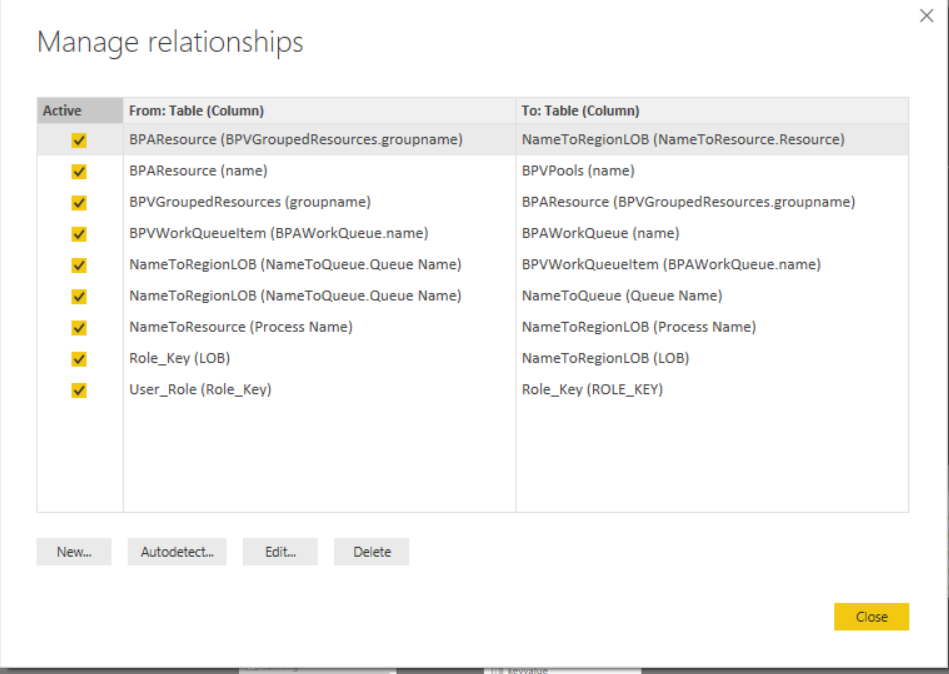 Manage relationships
Active From: Table (Column) To: Table (Column)
BPAResource (BPVGroupedResources.groupname) NameToRegionLOB (NameToResource.Resource)
BPAResource (name) BPVPools (name)
BPVGroupedResources (groupname) BPAResource (BPVGroupedResources.groupname)
BPVWorkQueueItem (BPAWorkQueue.name) BPAWorkQueue (name)
NameToRegionLOB (NameToQueue.Queue Name) BPVWorkQueueItem (BPAWorkQueue.name)
NameToRegionLOB (NameToQueue.Queue Name) NameToQueue (Queue Name)
NameToResource (Process Name) NameToRegionLOB (Process Name)
Role_Key (LOB) NameToRegionLOB (LOB)
User_Role (Role_Key) Role_Key (ROLE_KEY)
New... Autodetect... Edit... Delete
Close
keyvalue